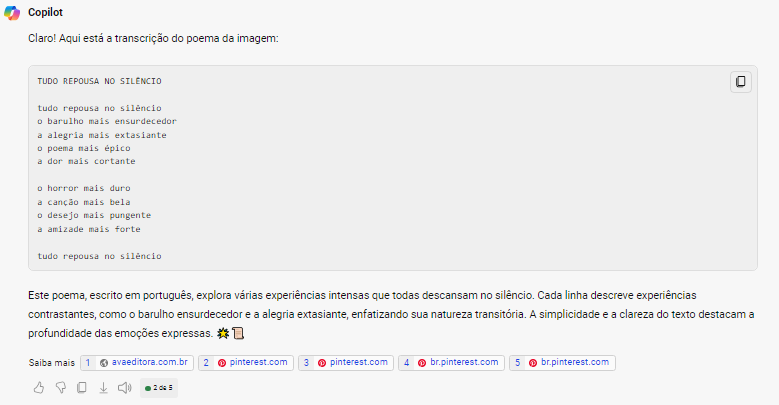 Copilot
Claro! Aqui está a transcrição do poema da imagem:
TUDO REPOUSA NO SILÊNCIO
tudo repousa no silêncio
o barulho mais ensurdecedor
a alegria mais extasiante
o poema mais épico
a dor mais cortante
o horror mais duro
a canção mais bela
o desejo mais pungente
a amizade mais forte
tudo repousa no silêncio
Este poema, escrito em português, explora várias experiências intensas que todas descansam no silêncio. Cada linha descreve experiências
contrastantes, como o barulho ensurdecedor e a alegria extasiante, enfatizando sua natureza transitória. A simplicidade e a clareza do texto destacam a
profundidade das emoções expressas.
Saiba mais 1 avaeditora.com.br 2 pinterest.com 3 pinterest.com 4 br.pinterest.com 5 br.pinterest.com
2 de 5